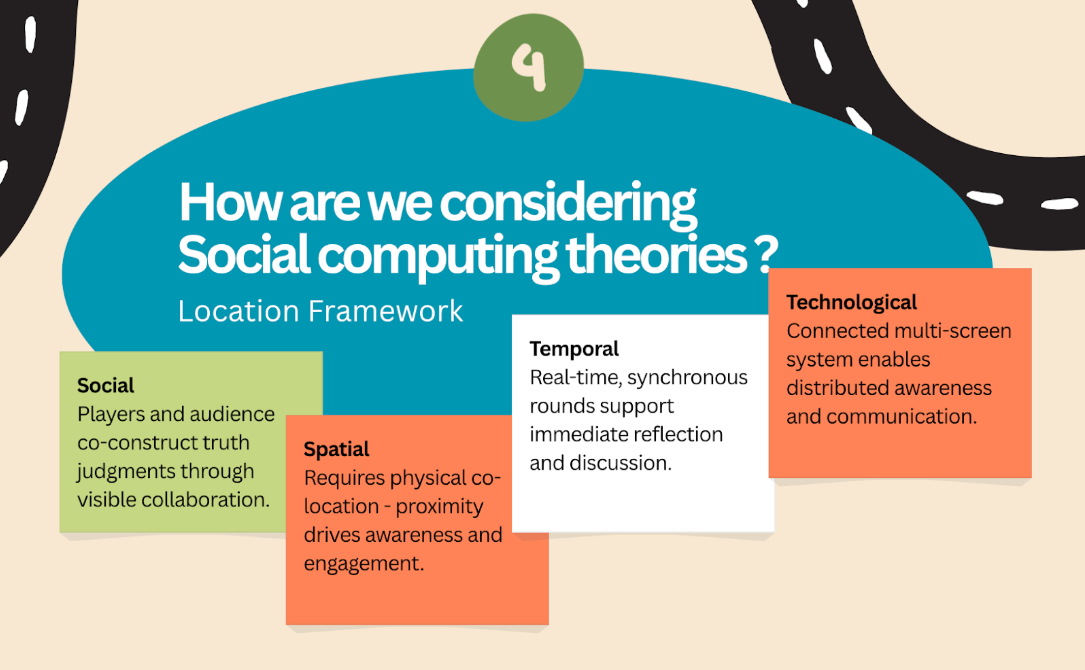 4
How are we considering
Social computing theories ?
Location Framework
Social
Players and audience
co-construct truth
judgments through
visible collaboration.
Spatial
Requires physical co-
location - proximity
drives awareness and
engagement.
Temporal
Real-time, synchronous
rounds support
immediate reflection
and discussion.
Technological
Connected multi-screen
system enables
distributed awareness
and communication.